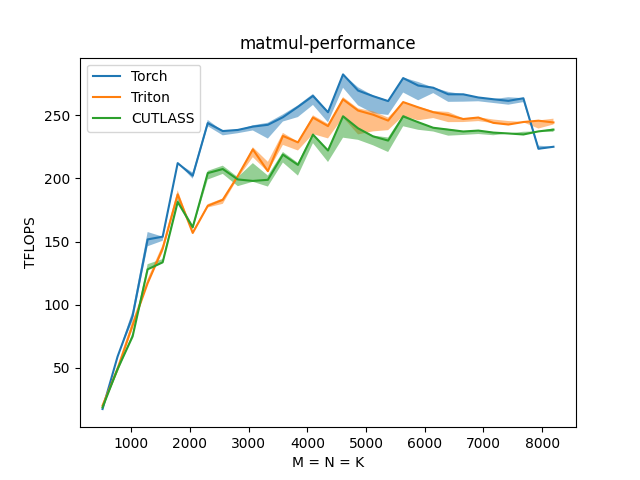 matmul-performance
Torch
Triton
CUTLASS
TFLOPS
250
200
150
100
50
1000 2000 3000 4000 5000 6000 7000 8000
M = N = K